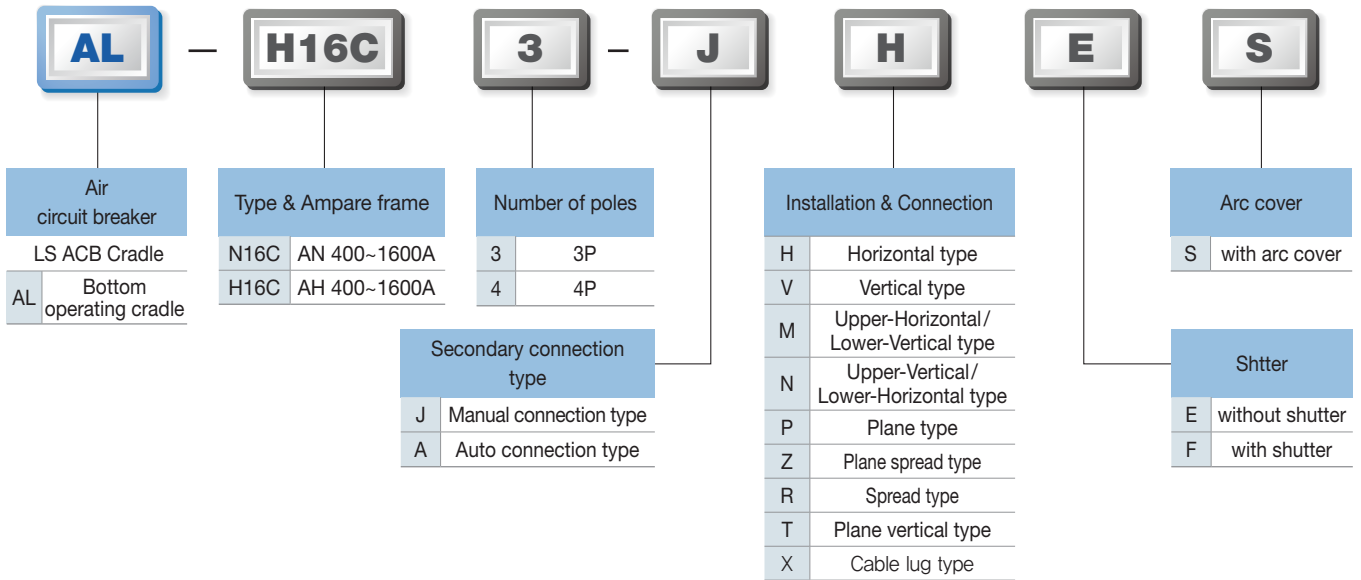 AL – H16C 3 – J H E S
Air
circuit breaker
LS ACB Cradle
AL Bottom
operating cradle
Type & Ampare frame
N16C AN 400~1600A
H16C AH 400~1600A
Number of poles
3 3P
4 4P
Secondary connection
type
J Manual connection type
A Auto connection type
Installation & Connection
H Horizontal type
V Vertical type
M Upper-Horizontal/
Lower-Vertical type
N Upper-Vertical/
Lower-Horizontal type
P Plane type
Z Plane spread type
R Spread type
T Plane vertical type
X Cable lug type
Arc cover
S with arc cover
Shtter
E without shutter
F with shutter